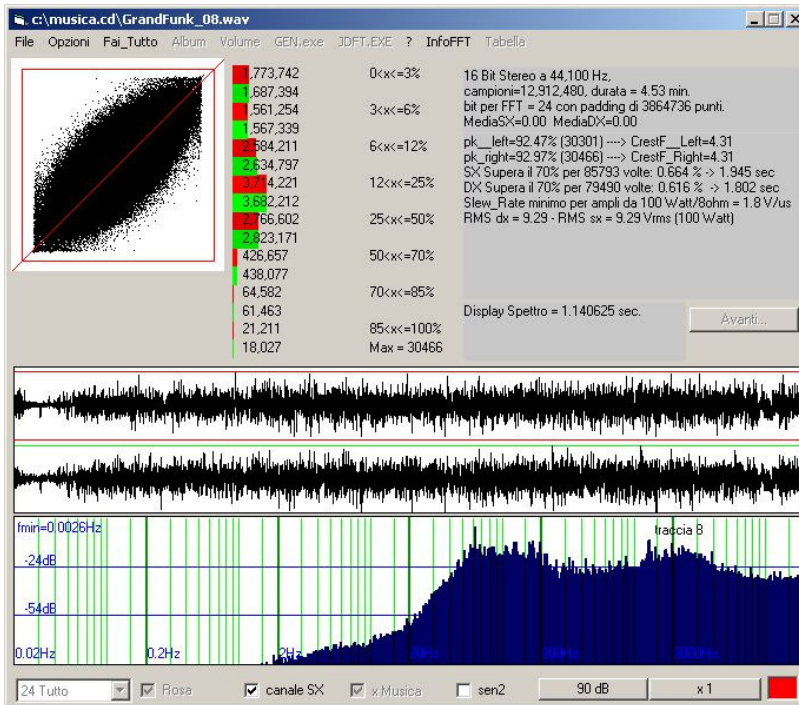 c:\musica.cd\GrandFunk_08.wav
File Opzioni Fai_Tutto Album Volume GEN.exe JDFT.EXE ? InfoFFT Tabella
1,773,742 0<x<=3%
1,687,394
1,561,254 3<x<=6%
1,567,339
2,584,211 6<x<=12%
2,634,797
3,714,221 12<x<=25%
3,682,212
2,766,602 25<x<=50%
2,823,171
426,657 50<x<=70%
438,077
64,582 70<x<=85%
61,463
21,211 85<x<=100%
18,027 Max = 30466
16 Bit Stereo a 44,100 Hz,
campioni=12,912,480, durata = 4.53 min.
bit per FFT = 24 con padding di 3864736 punti.
MediaSX=0.00 MediaDX=0.00
pk__left=92.47% (30301) ----> CrestF__Left=4.31
pk_right=92.97% (30466) ----> CrestF_Right=4.31
SX Supera il 70% per 85793 volte: 0.664 % -> 1.945 sec
DX Supera il 70% per 79490 volte: 0.616 % -> 1.802 sec
Slew_Rate minimo per ampli da 100 Watt/8ohm = 1.8 V/us
RMS dx = 9.29 - RMS sx = 9.29 Vrms (100 Watt)
Display Spettro = 1.140625 sec.
Avanti...
fmin=0.0026Hz
traccia 8
-24dB
-54dB
0.02Hz 0.2Hz 2Hz 20Hz 200Hz 2000Hz
24 Tutto Rosa canale SX x Musica sen2 90 dB x 1